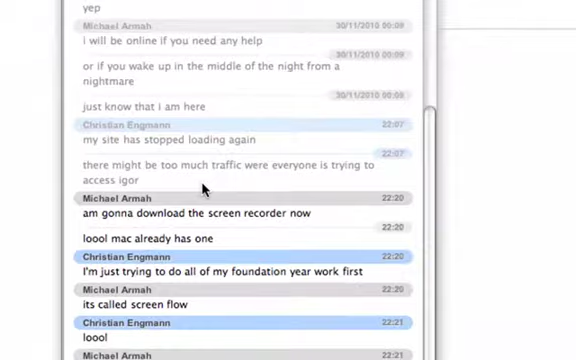 yep
Michael Armah 30/11/2010 00:08
i will be online if you need any help
30/11/2010 00:09
or if you wake up in the middle of the night from a
nightmare
30/11/2010 00:09
just know that i am here
Christian Engmann 22:07
my site has stopped loading again
22:07
there might be too much traffic were everyone is trying to
access igor
Michael Armah 22:20
am gonna download the screen recorder now
22:20
loool mac already has one
Christian Engmann 22:20
I'm just trying to do all of my foundation year work first
Michael Armah 22:20
its called screen flow
Christian Engmann 22:21
loool
Michael Armah 22:21